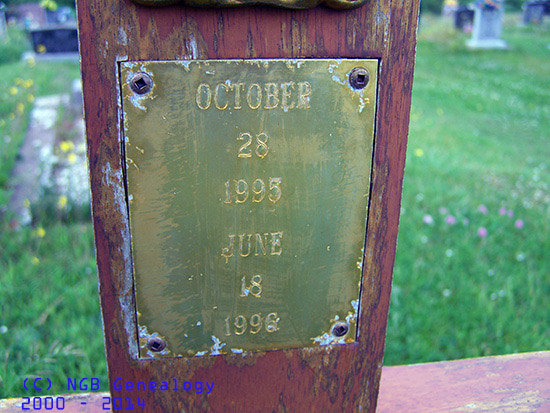 OCTOBER
28
1995
JUNE
18
1996
(C) NGB Genealogy
2000 - 2014